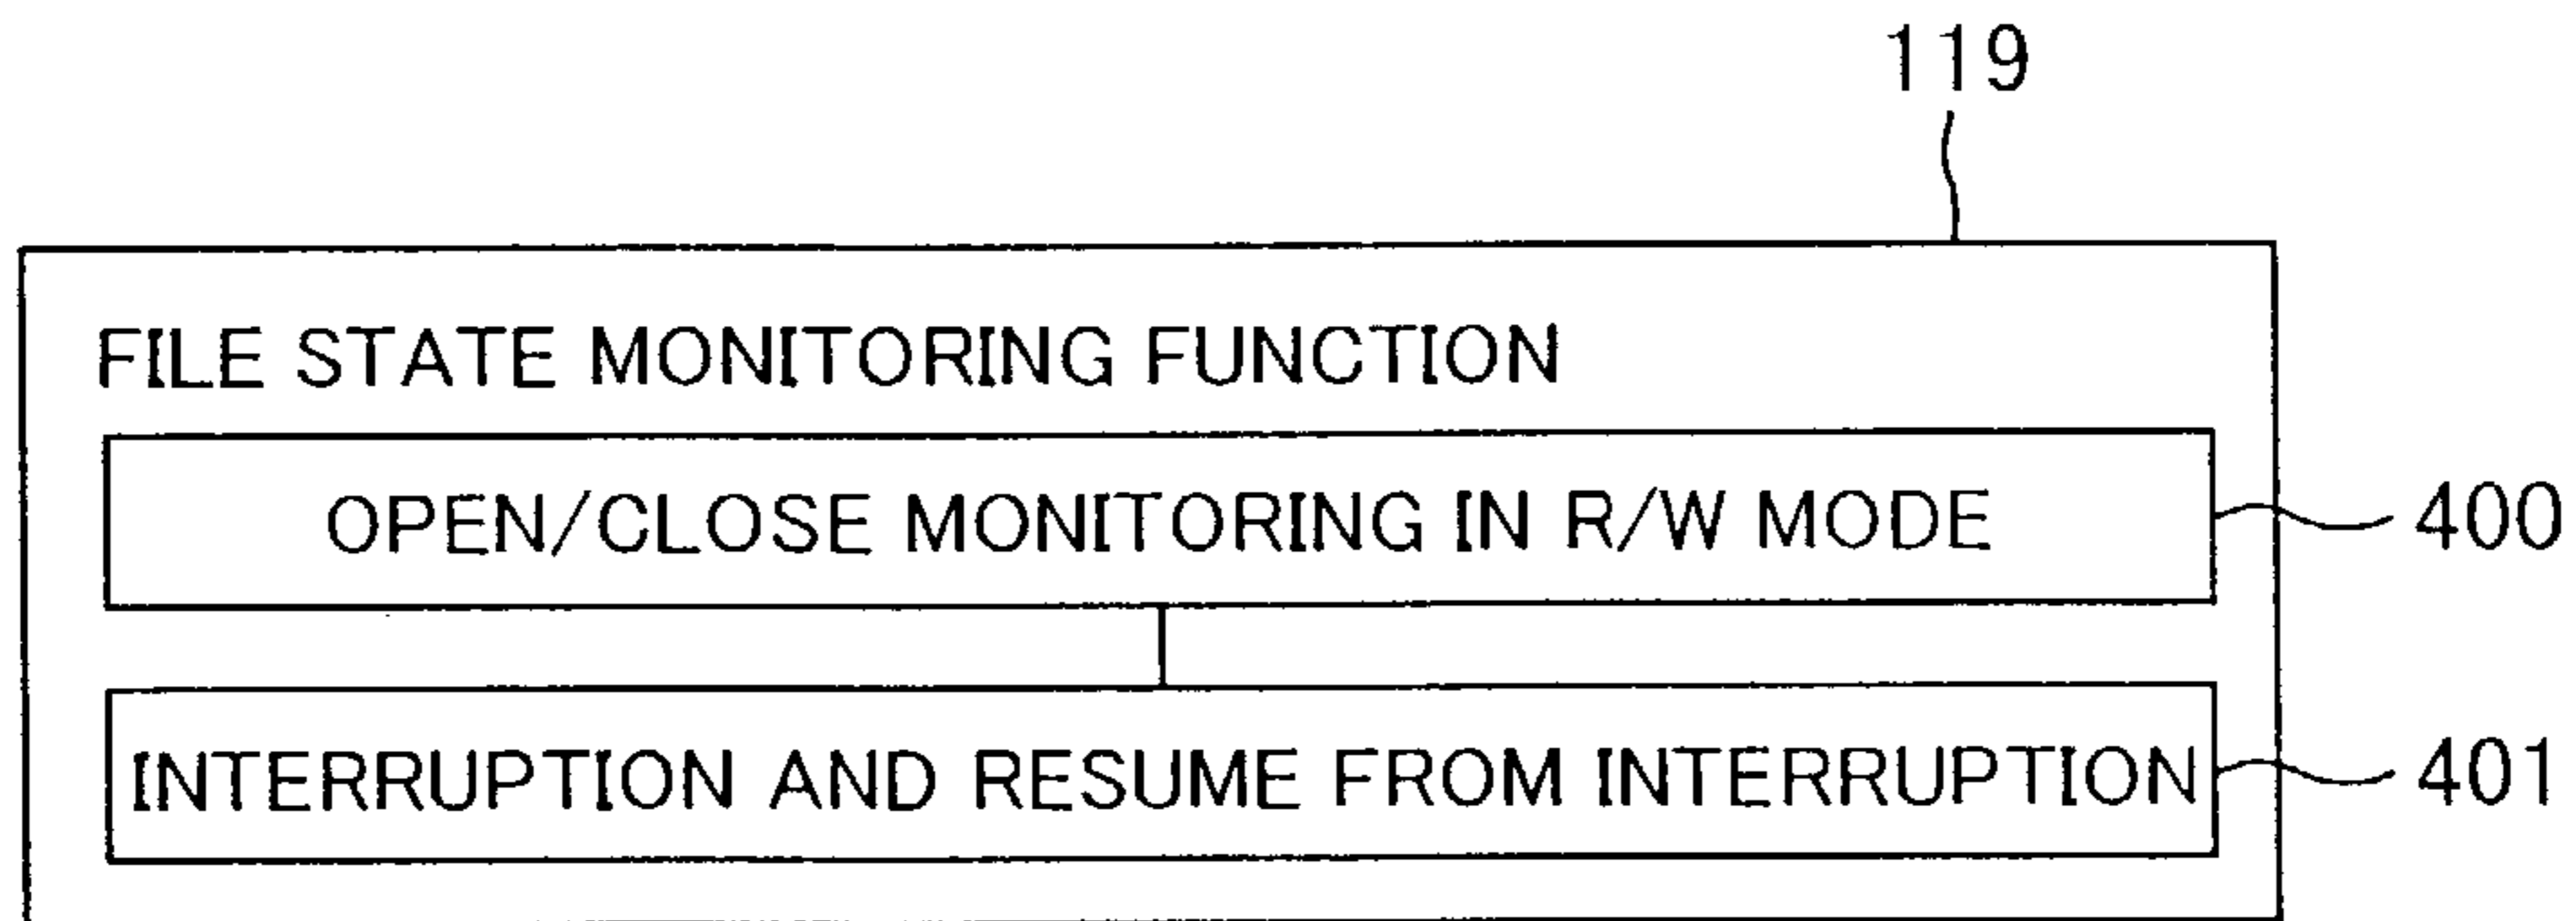 119
FILE STATE MONITORING FUNCTION
OPEN/CLOSE MONITORING IN R/W MODE
400
INTERRUPTION AND RESUME FROM INTERRUPTION
401